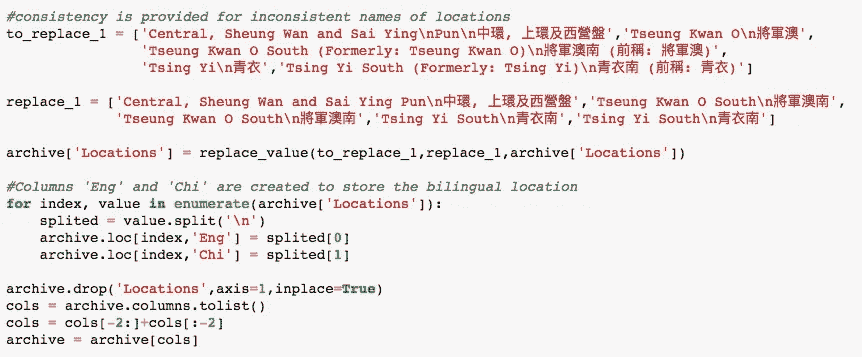 #consistency is provided for inconsistent names of locations
to_replace_1 = ['Central, Sheung Wan and Sai Ying\nPun\n中環, 上環及西營盤','Tseung Kwan O\n將軍澳',
'Tseung Kwan O South (Formerly: Tseung Kwan O)\n將軍澳南 (前稱: 將軍澳)',
'Tsing Yi\n青衣','Tsing Yi South (Formerly: Tsing Yi)\n青衣南 (前稱: 青衣)']
replace_1 = ['Central, Sheung Wan and Sai Ying Pun\n中環, 上環及西營盤','Tseung Kwan O South\n將軍澳南',
'Tseung Kwan O South\n將軍澳南','Tsing Yi South\n青衣南','Tsing Yi South\n青衣南']
archive['Locations'] = replace_value(to_replace_1,replace_1,archive['Locations'])
#Columns 'Eng' and 'Chi' are created to store the bilingual location
for index, value in enumerate(archive['Locations']):
splited = value.split('\n')
archive.loc[index,'Eng'] = splited[0]
archive.loc[index,'Chi'] = splited[1]
archive.drop('Locations',axis=1,inplace=True)
cols = archive.columns.tolist()
cols = cols[-2:]+cols[:-2]
archive = archive[cols]